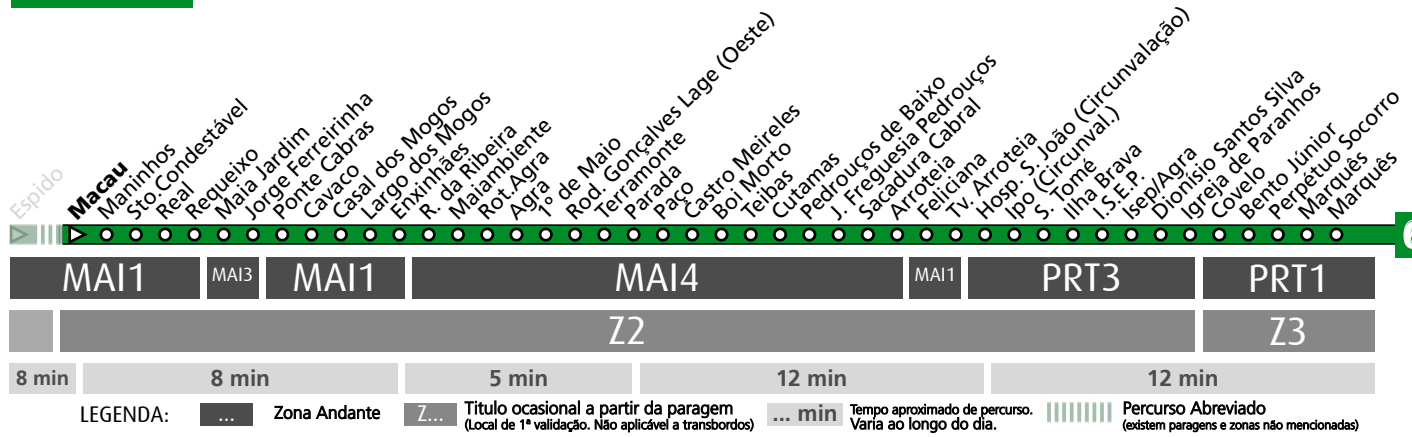 Espido
Macau
Maninhos
Sto. Condestável
Real
Requeixo
Maia Jardim
Jorge Ferreirinha
Ponte Cabras
Cavaco
Casal dos Mogos
Largo dos Mogos
Enxinhães
R. da Ribeira
Maiambiente
Rot.Agra
Agra
1º de Maio
Rod. Gonçalves Lage (Oeste)
Terramonte
Parada
Paço
Castro Meireles
Boi Morto
Teibas
Cutamas
Pedrouços de Baixo
J. Freguesia Pedrouços
Sacadura Cabral
Arroteia
Feliciana
Tv. Arroteia
Hosp. S. João (Circunvalação)
Ipo (Circunval.)
S. Tomé
Ilha Brava
I.S.E.P.
Isep/Agra
Dionísio Santos Silva
Igreja de Paranhos
Covelo
Bento Júnior
Perpétuo Socorro
Marquês
Marquês
MAI1 MAI3 MAI1 MAI4 MAI1 PRT3 PRT1
Z2 Z3
8 min 8 min 5 min 12 min 12 min
LEGENDA:
... Zona Andante
Z... Titulo ocasional a partir da paragem
(Local de 1ª validação. Não aplicável a transbordos)
... min Tempo aproximado de percurso.
Varia ao longo do dia.
Percurso Abreviado
(existem paragens e zonas não mencionadas)